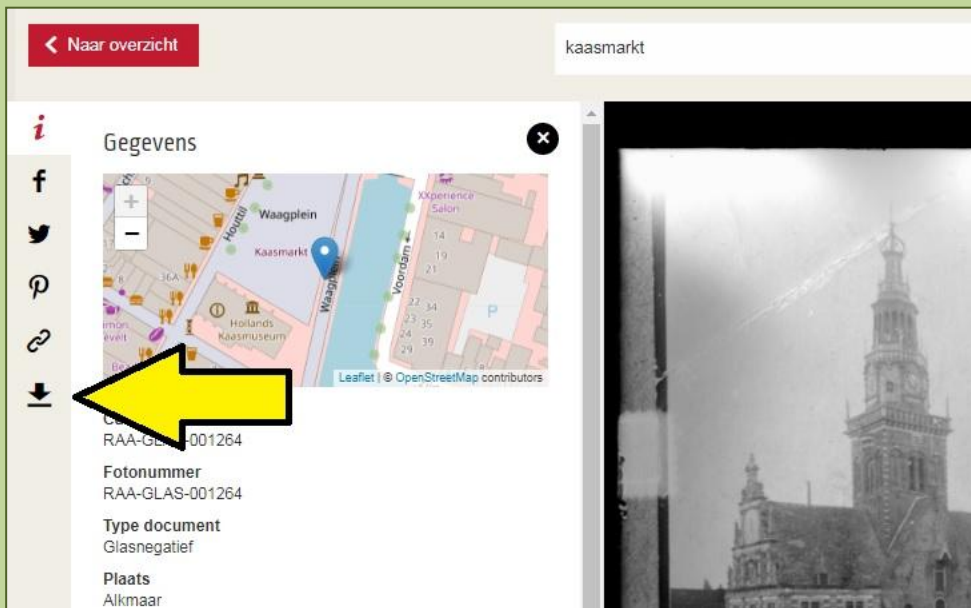 Naar overzicht
kaasmarkt
i
Gegevens
Waagplein
XXperience
Salon
Houttil
Kaasmarkt
14
19
21
Voordam
Waagplein
36A
22 34
23 35
24 39
29
P
Hollands
Kaasmuseum
Leaflet | © OpenStreetMap contributors
RAA-GLAS-001264
Fotonummer
RAA-GLAS-001264
Type document
Glasnegatief
Plaats
Alkmaar